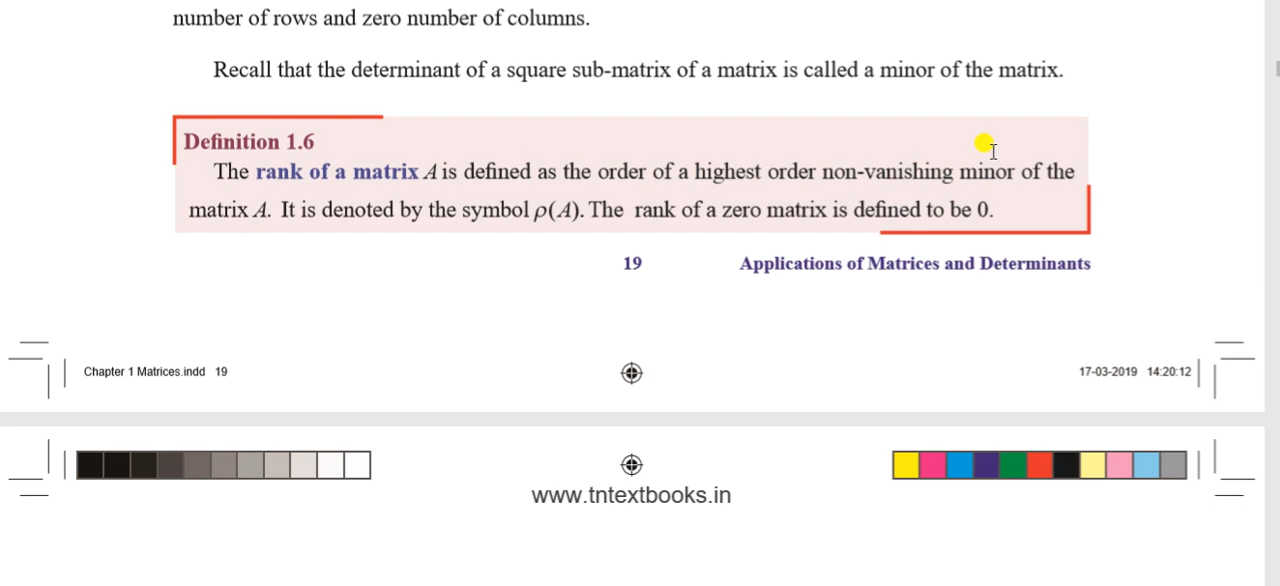 number of rows and zero number of columns.
Recall that the determinant of a square sub-matrix of a matrix is called a minor of the matrix.
Definition 1.6
The rank of a matrix A is defined as the order of a highest order non-vanishing minor of the
matrix A. It is denoted by the symbol ρ(A). The rank of a zero matrix is defined to be 0.
19 Applications of Matrices and Determinants
Chapter 1 Matrices.indd 19 17-03-2019 14:20:12
www.tntextbooks.in